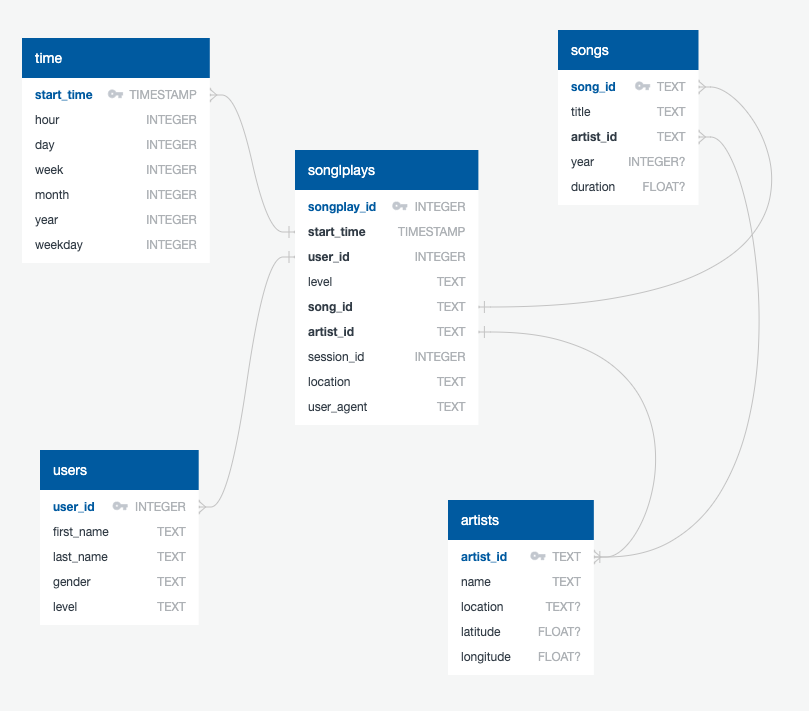 time
start_time TIMESTAMP
hour INTEGER
day INTEGER
week INTEGER
month INTEGER
year INTEGER
weekday INTEGER
songs
song_id TEXT
title TEXT
artist_id TEXT
year INTEGER?
duration FLOAT?
songlplays
songplay_id INTEGER
start_time TIMESTAMP
user_id INTEGER
level TEXT
song_id TEXT
artist_id TEXT
session_id INTEGER
location TEXT
user_agent TEXT
users
user_id INTEGER
first_name TEXT
last_name TEXT
gender TEXT
level TEXT
artists
artist_id TEXT
name TEXT
location TEXT?
latitude FLOAT?
longitude FLOAT?